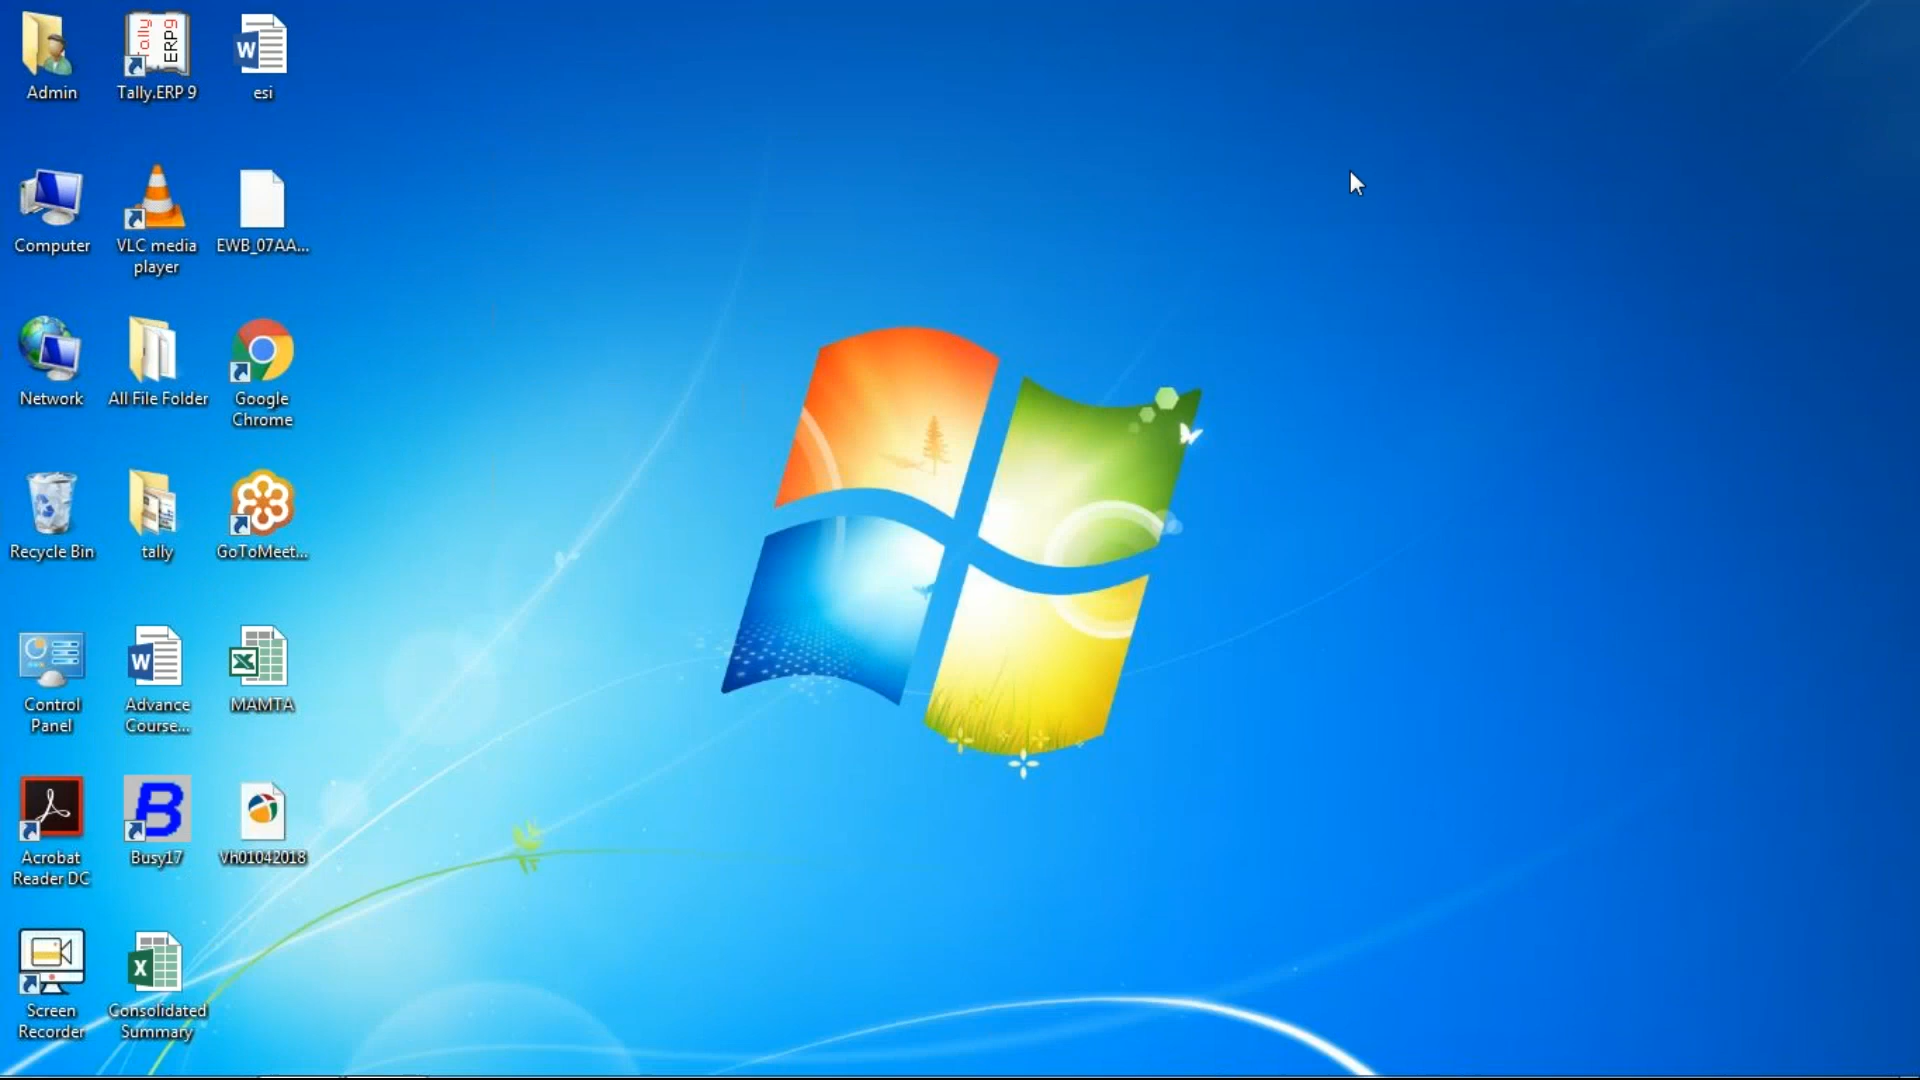 Admin
Tally.ERP 9
esi
Computer
VLC media
player
EWB_07AA...
Network
All File Folder
Google
Chrome
Recycle Bin
tally
GoToMeet...
Control
Panel
Advance
Course...
MAMTA
Acrobat
Reader DC
Busy17
Vh01042018
Screen
Recorder
Consolidated
Summary